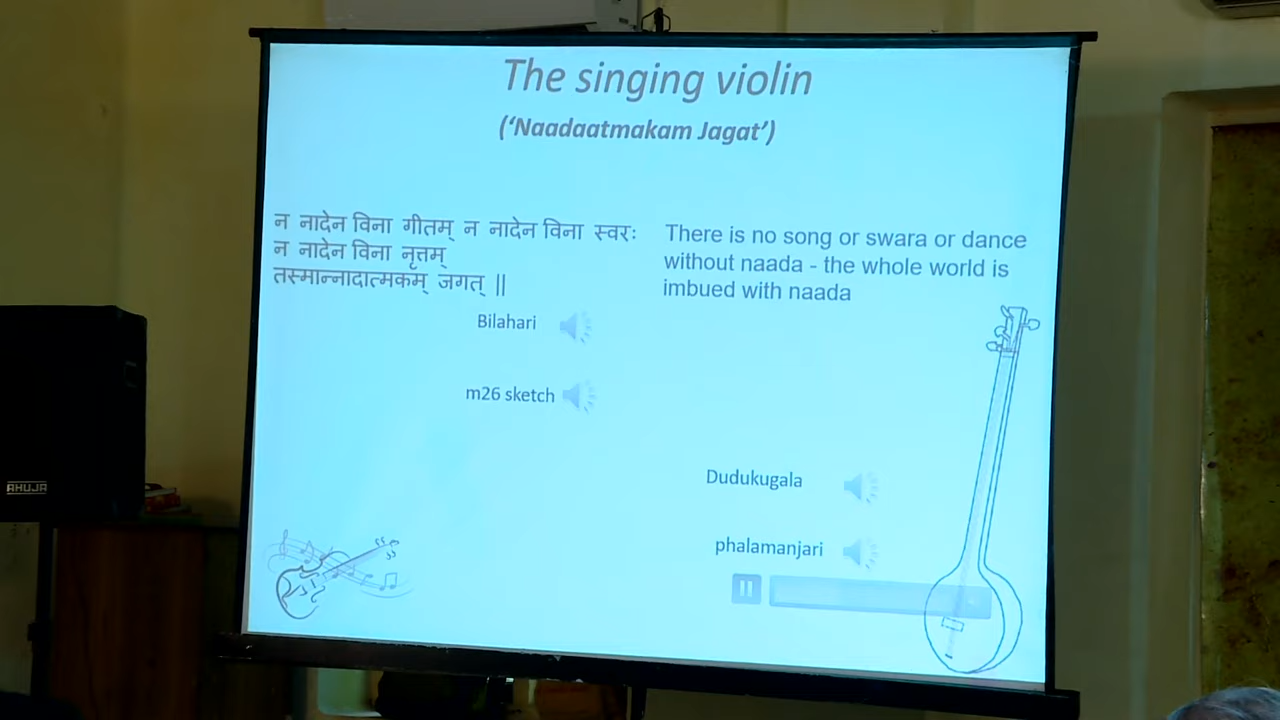 The singing violin
('Naadaatmakam Jagat')
न नादेन विना गीतम् न नादेन विना स्वरः
न नादेन विना नृत्तम्
तस्मान्नादात्मकम् जगत् ||
There is no song or swara or dance
without naada - the whole world is
imbued with naada
Bilahari
m26 sketch
Dudukugala
phalamanjari
AHUJA